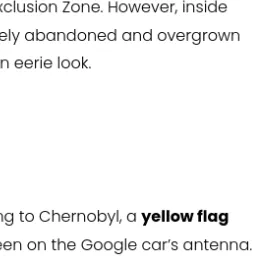 xclusion Zone. However, inside
ely abandoned and overgrown
n eerie look.
ng to Chernobyl, a yellow flag
een on the Google car’s antenna.